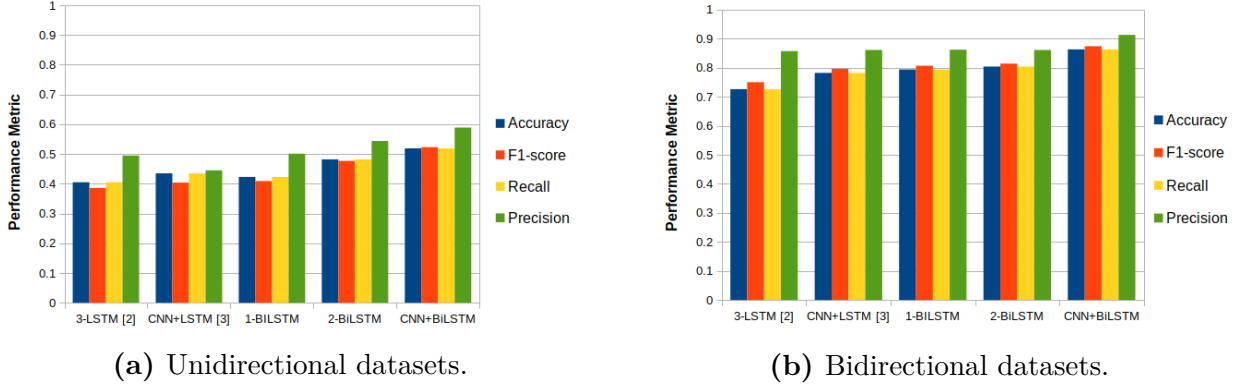 Performance Metric
1
0.9
0.8
0.7
0.6
0.5
0.4
0.3
0.2
0.1
0
3-LSTM [2]
CNN+LSTM [3]
1-BILSTM
2-BiLSTM
CNN+BiLSTM
Accuracy
F1-score
Recall
Precision
(a) Unidirectional datasets.
Performance Metric
1
0.9
0.8
0.7
0.6
0.5
0.4
0.3
0.2
0.1
0
3-LSTM [2]
CNN+LSTM [3]
1-BILSTM
2-BiLSTM
CNN+BiLSTM
Accuracy
F1-score
Recall
Precision
(b) Bidirectional datasets.